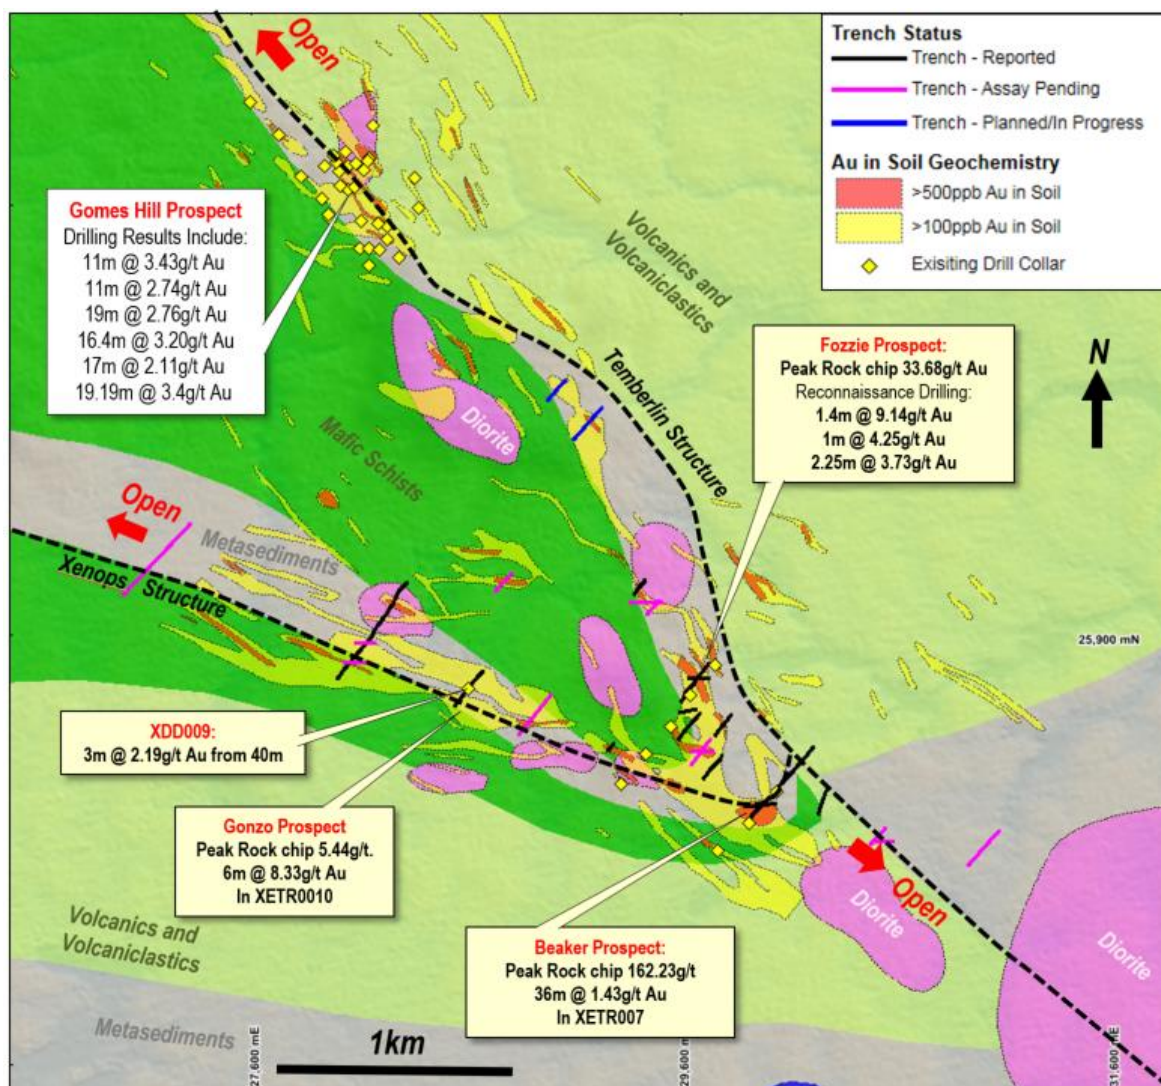 Open
Trench Status
Trench - Reported
Trench - Assay Pending
Trench - Planned/In Progress
Au in Soil Geochemistry
>500ppb Au in Soil
>100ppb Au in Soil
Exisiting Drill Collar
Gomes Hill Prospect
Drilling Results Include:
11m @ 3.43g/t Au
11m @ 2.74g/t Au
19m @ 2.76g/t Au
16.4m @ 3.20g/t Au
17m @ 2.11g/t Au
19.19m @ 3.4g/t Au
Volcanics and
Volcaniclastics
Fozzie Prospect:
Peak Rock chip 33.68g/t Au
Reconnaissance Drilling:
1.4m @ 9.14g/t Au
1m @ 4.25g/t Au
2.25m @ 3.73g/t Au
N
Temberlin Structure
Diorite
Mafic Schists
Open
Metasediments
Xenops Structure
25,900 mN
XDD009:
3m @ 2.19g/t Au from 40m
Gonzo Prospect
Peak Rock chip 5.44g/t.
6m @ 8.33g/t Au
In XETR0010
Open
Diorite
Diorite
Volcanics and
Volcaniclastics
Beaker Prospect:
Peak Rock chip 162.23g/t
36m @ 1.43g/t Au
In XETR007
Metasediments
1km
27,600 mE
29,600 mE
31,600 mE